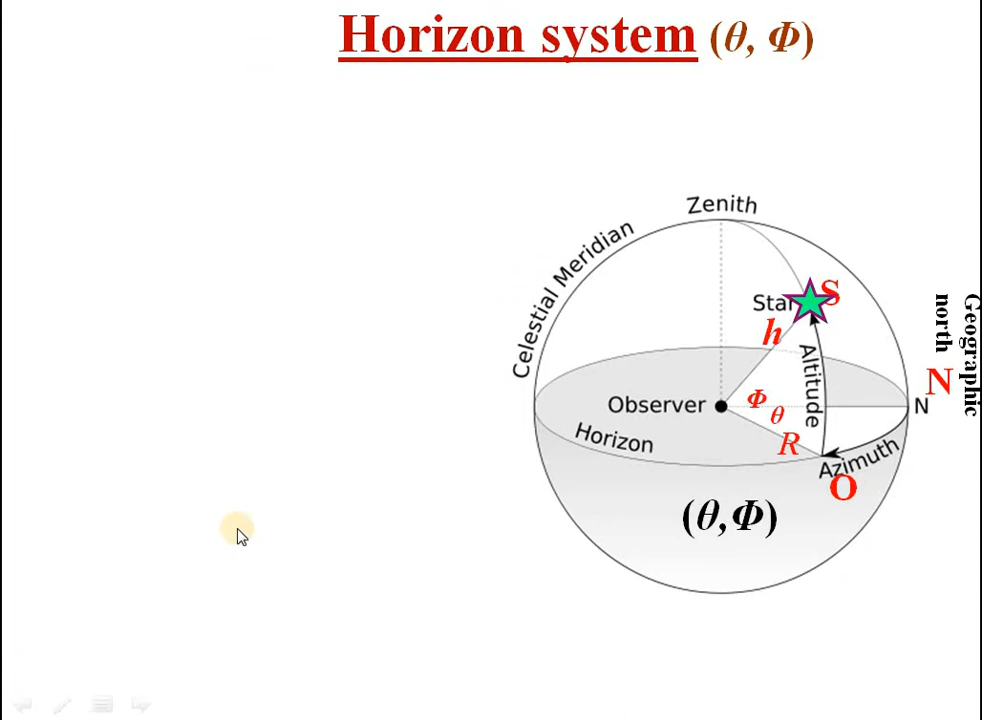 Horizon system (θ, Φ)
Zenith
Celestial Meridian
Star
S
h
Altitude
Geographic
north
N
Observer
Φ
θ
N
Horizon
R
Azimuth
O
(θ,Φ)